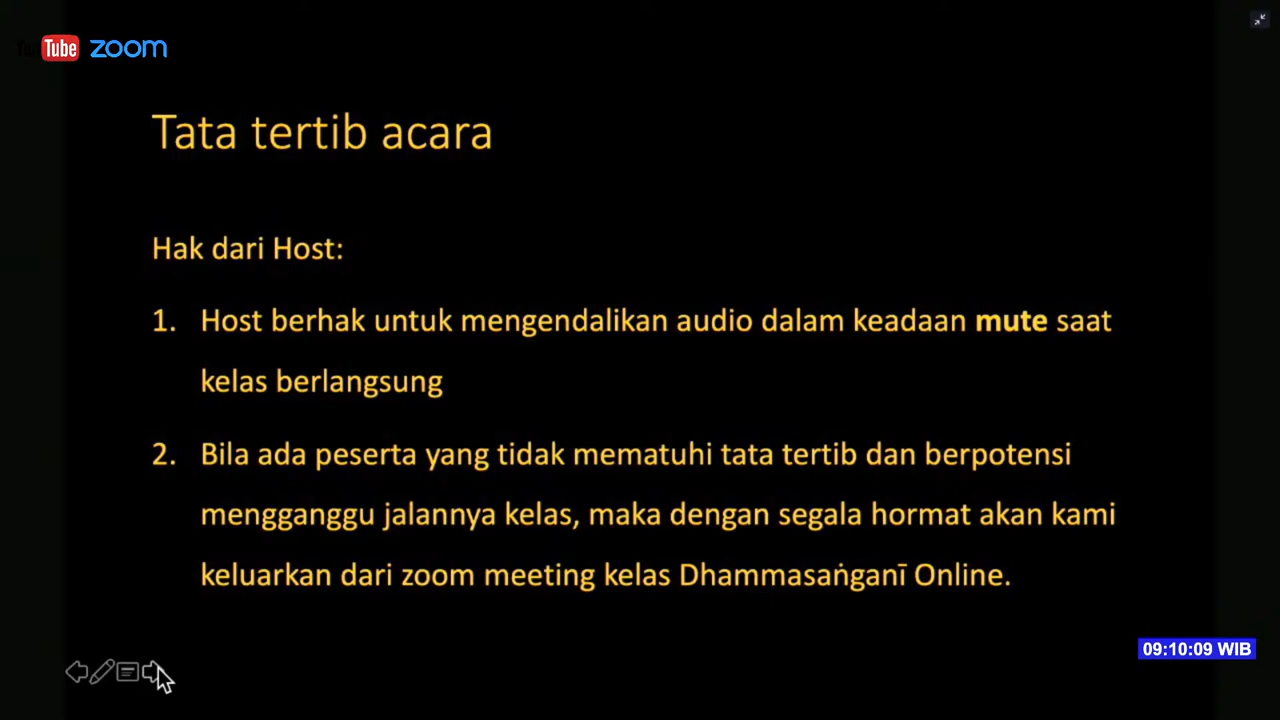 YouTube zoom
Tata tertib acara
Hak dari Host:
1. Host berhak untuk mengendalikan audio dalam keadaan mute saat
kelas berlangsung
2. Bila ada peserta yang tidak mematuhi tata tertib dan berpotensi
mengganggu jalannya kelas, maka dengan segala hormat akan kami
keluarkan dari zoom meeting kelas Dhammasaṅganī Online.
09:10:09 WIB